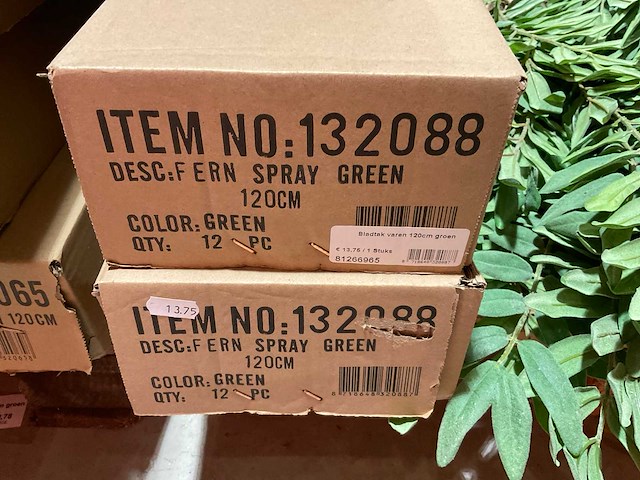 ITEM NO:132088
DESC:FERN SPRAY GREEN
120CM
COLOR: GREEN
QTY: 12 PC
Bladtak varen 120cm groen
€ 13,75 / 1 Stuks
81266965
13.75
ITEM NO:132088
DESC:FERN SPRAY GREEN
120CM
COLOR: GREEN
QTY: 12 PC
065
120CM